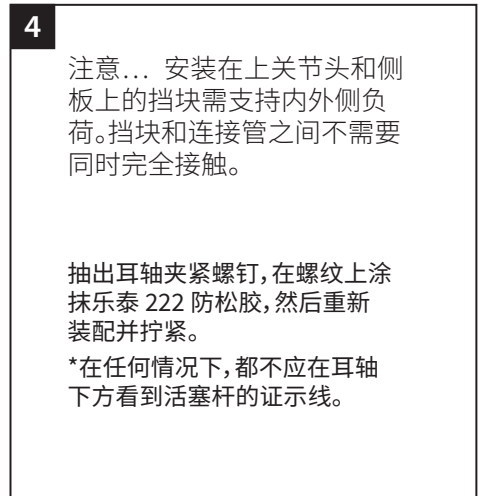 4
注意... 安装在上关节头和侧
板上的挡块需支持内外侧负
荷。挡块和连接管之间不需要
同时完全接触。
抽出耳轴夹紧螺钉，在螺纹上涂
抹乐泰 222 防松胶，然后重新
装配并拧紧。
*在任何情况下，都不应在耳轴
下方看到活塞杆的证示线。